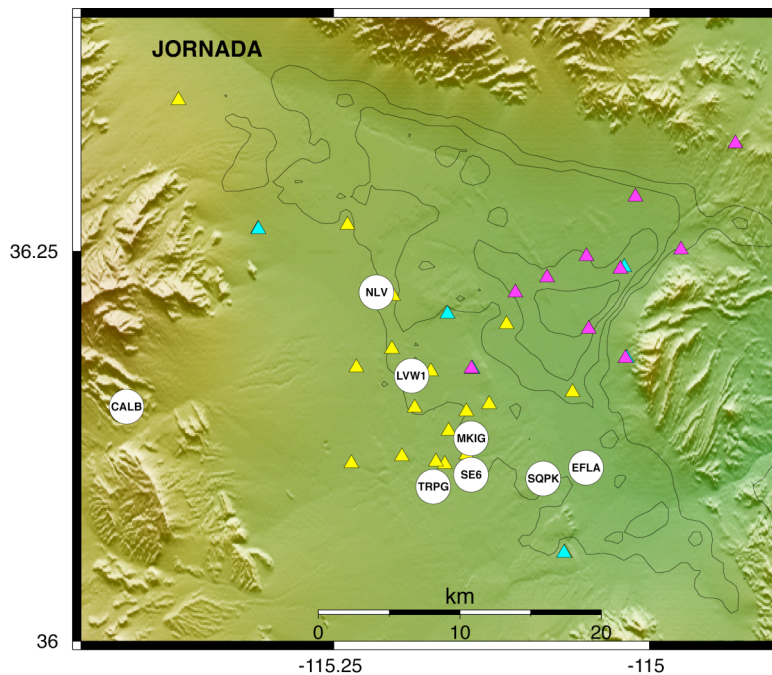 JORNADA
36.25
NLV
LVW1
CALB
MKIG
EFLA
SE6
SQPK
TRPG
km
0 10 20
36
-115.25 -115